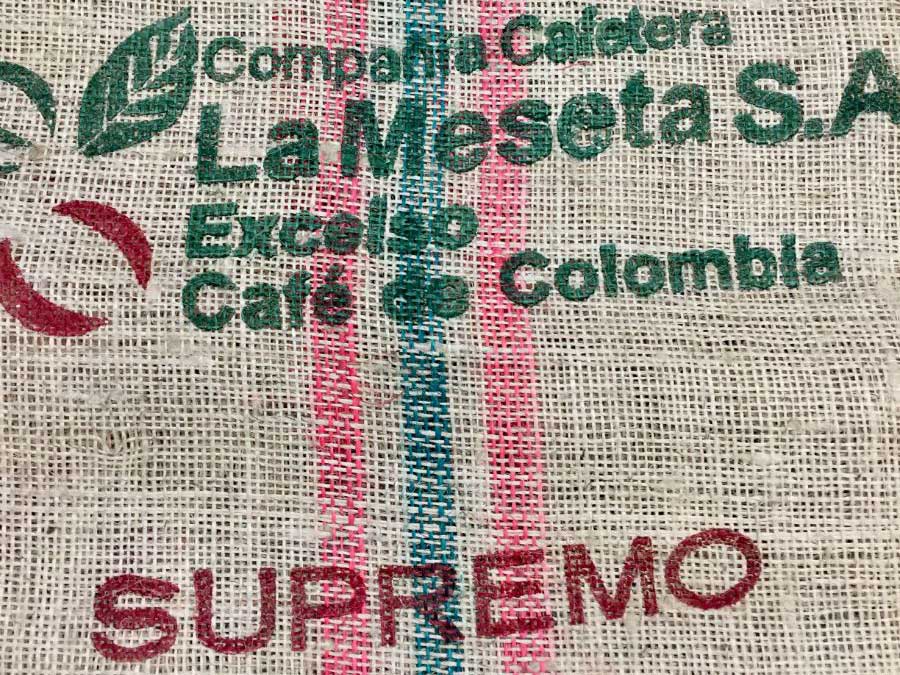 Compañia Cafetera
La Meseta S.A
Excelso
Café de Colombia
SUPREMO